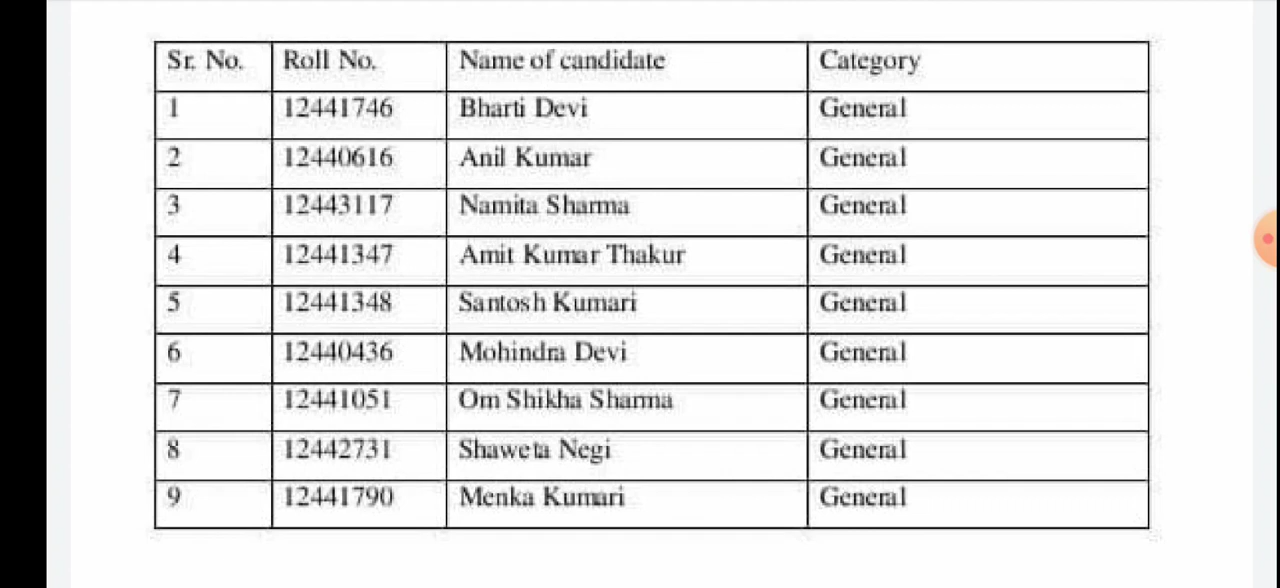 Sr. No. Roll No. Name of candidate Category
1 12441746 Bharti Devi General
2 12440616 Anil Kumar General
3 12443117 Namita Sharma General
4 12441347 Amit Kumar Thakur General
5 12441348 Santosh Kumari General
6 12440436 Mohindra Devi General
7 12441051 Om Shikha Sharma General
8 12442731 Shaweta Negi General
9 12441790 Menka Kumari General